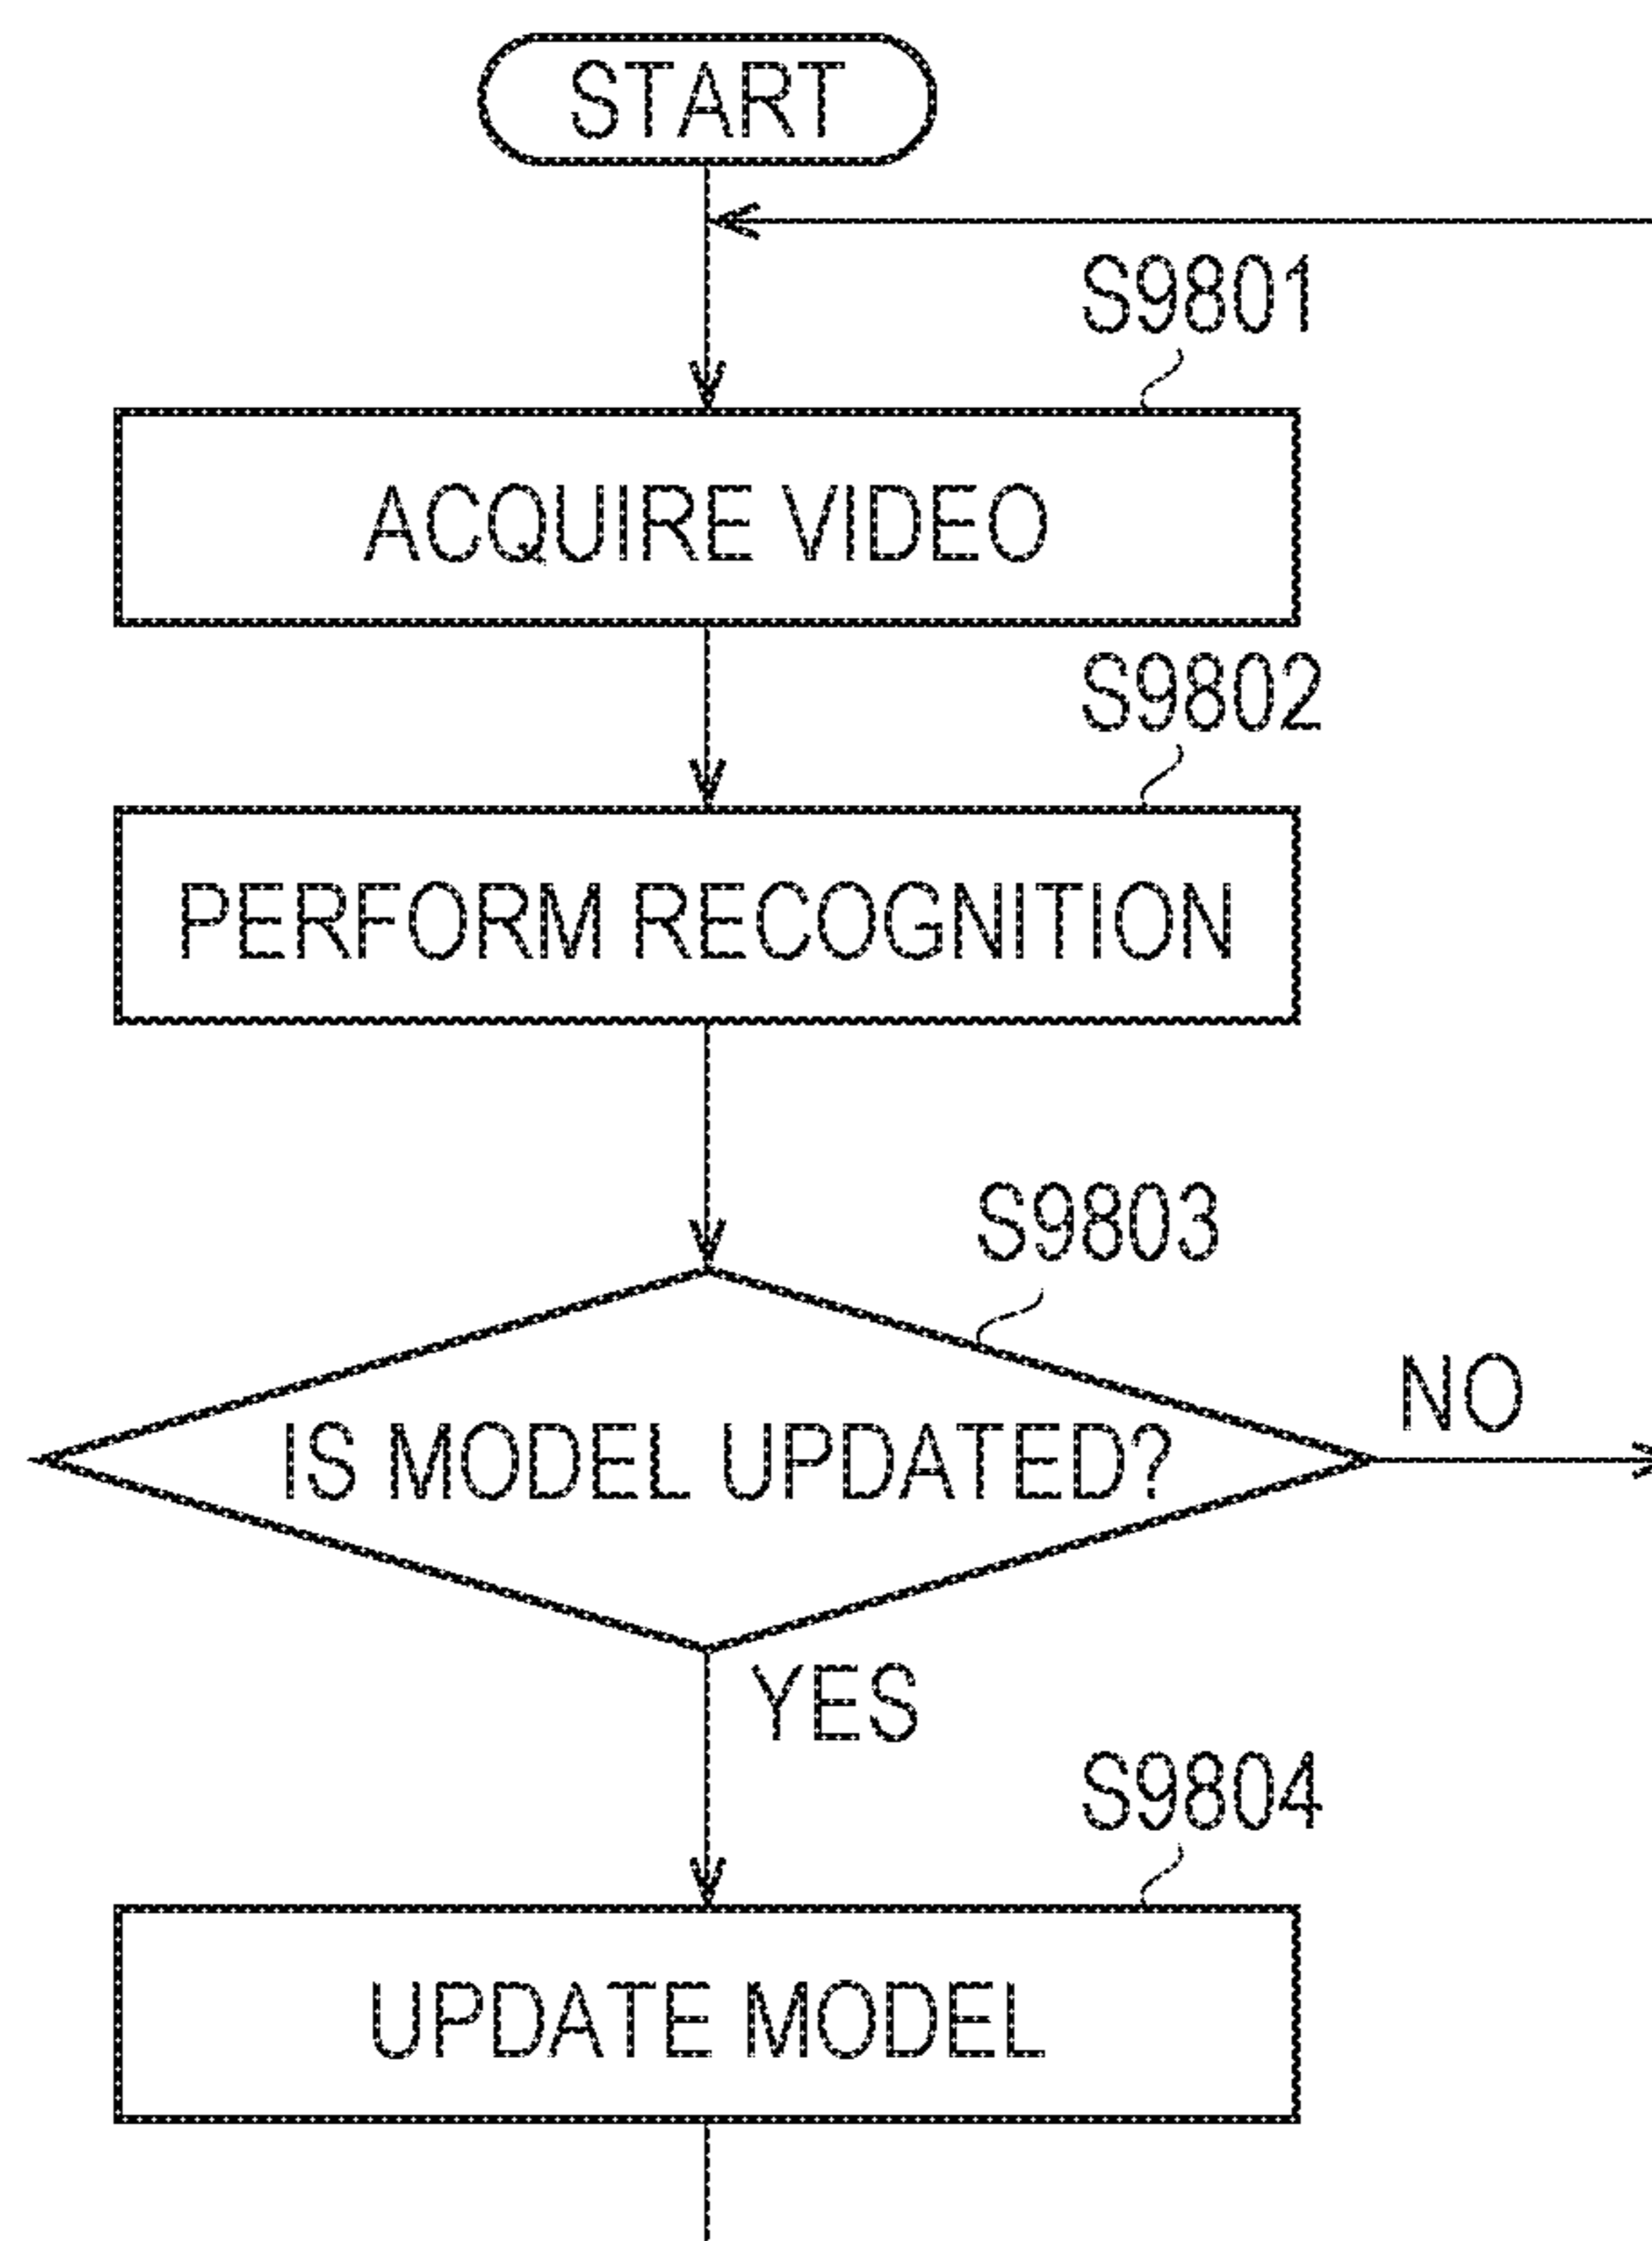 START
S9801
ACQUIRE VIDEO
S9802
PERFORM RECOGNITION
S9803
IS MODEL UPDATED?
NO
YES
S9804
UPDATE MODEL